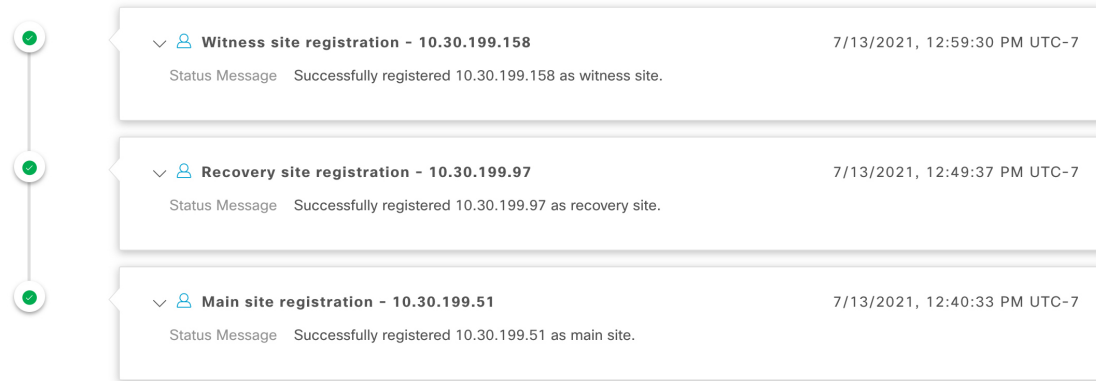 Witness site registration - 10.30.199.158 7/13/2021, 12:59:30 PM UTC-7
Status Message Successfully registered 10.30.199.158 as witness site.
Recovery site registration - 10.30.199.97 7/13/2021, 12:49:37 PM UTC-7
Status Message Successfully registered 10.30.199.97 as recovery site.
Main site registration - 10.30.199.51 7/13/2021, 12:40:33 PM UTC-7
Status Message Successfully registered 10.30.199.51 as main site.